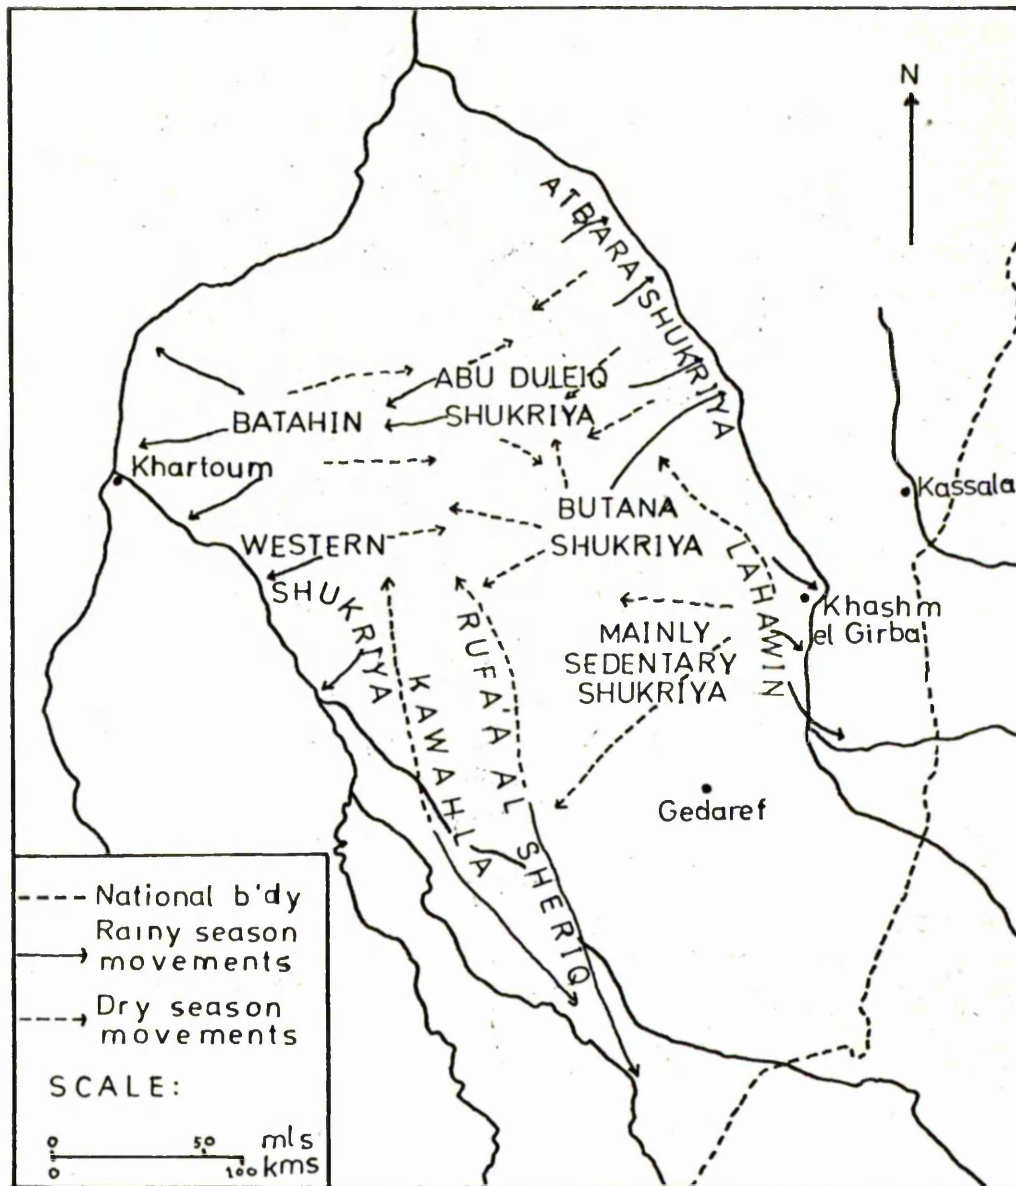 N
ATBARA SHUKRIYA
ABU DULEIQ
SHUKRIYA
BATAHIN
Khartoum
Kassala
BUTANA
SHUKRIYA
WESTERN
SHUKRIYA
LAHAWIN
Khashm
el Girba
MAINLY
SEDENTARY
SHUKRIYA
RUFA'A AL SHERIQ
KAWAHLA
Gedaref
National b'dy
Rainy season
movements
Dry season
movements
SCALE:
0 50 mls
0 100 kms